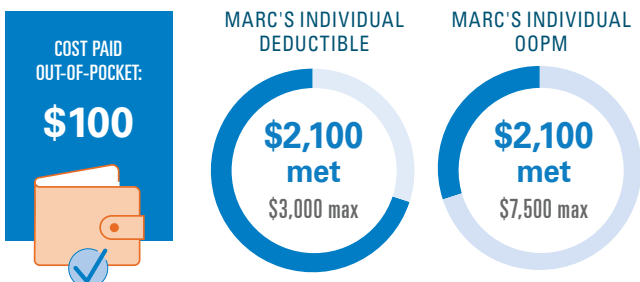 COST PAID
OUT-OF-POCKET:
$100
MARC'S INDIVIDUAL
DEDUCTIBLE
$2,100
met
$3,000 max
MARC'S INDIVIDUAL
OOPM
$2,100
met
$7,500 max